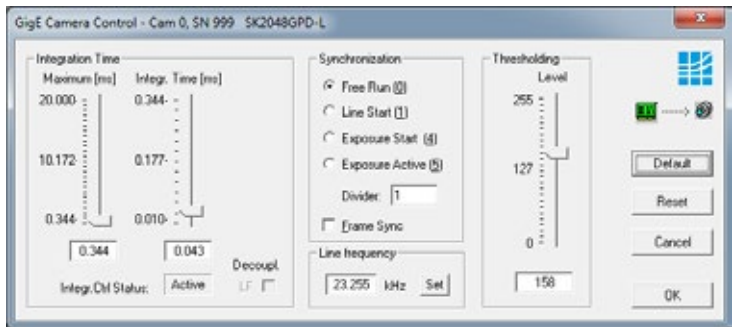 GigE Camera Control - Cam 0, SN 999 SK2048GPD-L
Integration Time
Maximum [ms]
Integr. Time [ms]
20.000
10.172
0.344
0.344
0.344
0.177
0.010
0.043
Decoupl.
LF
Integr.Ctrl Status:
Active
Synchronization
Free Run (0)
Line Start (1)
Exposure Start (4)
Exposure Active (5)
Divider: 1
Frame Sync
Line frequency
23.255 kHz Set
Thresholding
Level
255
127
0
158
Default
Reset
Cancel
OK